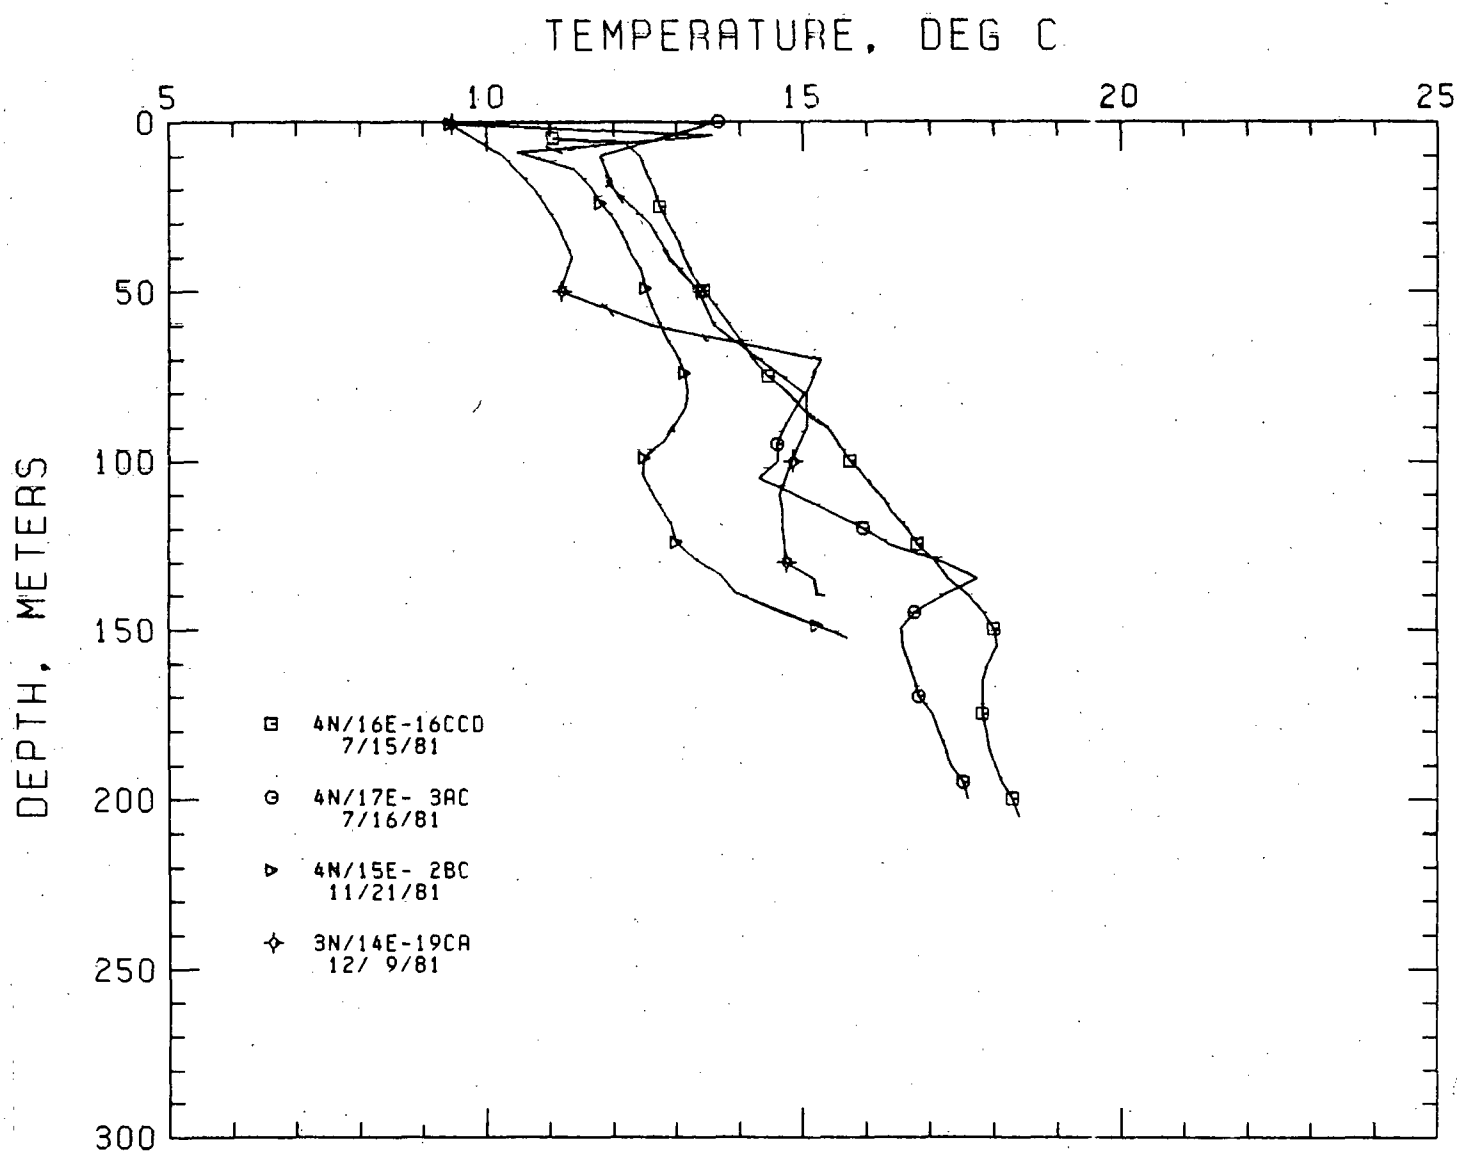 TEMPERATURE, DEG C
5 10 15 20 25
0
50
100
150
200
250
300
DEPTH, METERS
4N/16E-16CCD
7/15/81
4N/17E- 3AC
7/16/81
4N/15E- 2BC
11/21/81
3N/14E-19CA
12/ 9/81